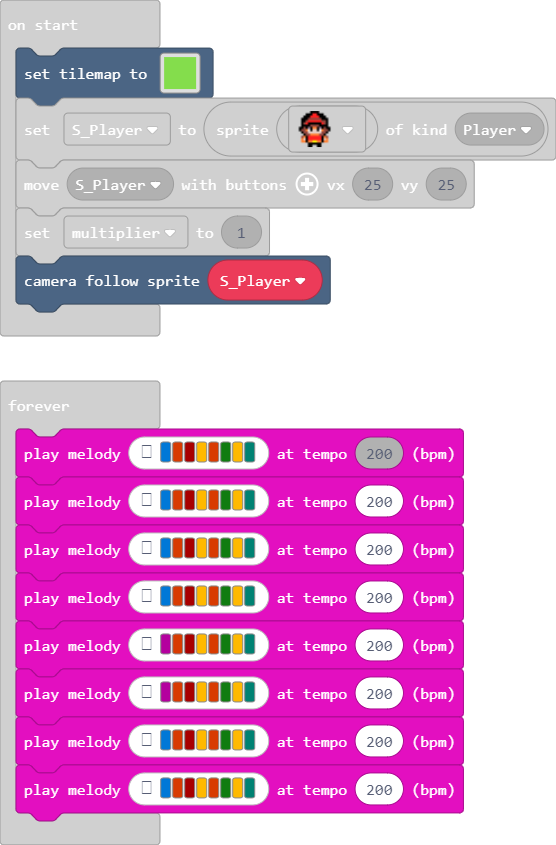 on start
set tilemap to
set S_Player to sprite of kind Player
move S_Player with buttons vx 25 vy 25
set multiplier to 1
camera follow sprite S_Player
forever
play melody at tempo 200 (bpm)
play melody at tempo 200 (bpm)
play melody at tempo 200 (bpm)
play melody at tempo 200 (bpm)
play melody at tempo 200 (bpm)
play melody at tempo 200 (bpm)
play melody at tempo 200 (bpm)
play melody at tempo 200 (bpm)